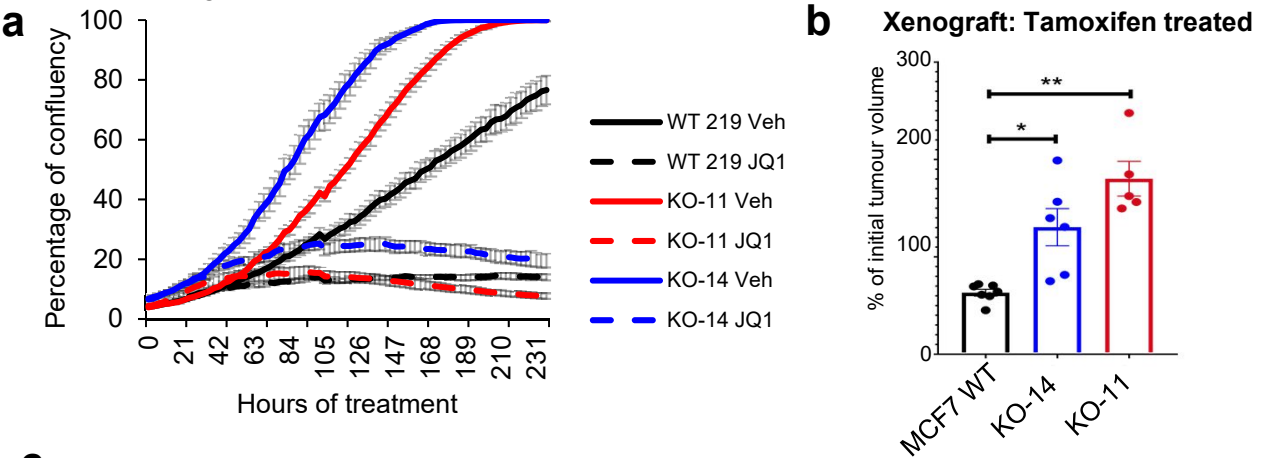 a
Percentage of confluency
100
80
60
40
20
0
0
21
42
63
84
105
126
147
168
189
210
231
Hours of treatment
WT 219 Veh
WT 219 JQ1
KO-11 Veh
KO-11 JQ1
KO-14 Veh
KO-14 JQ1
b
Xenograft: Tamoxifen treated
% of initial tumour volume
300
200
100
0
**
*
MCF7 WT
KO-14
KO-11